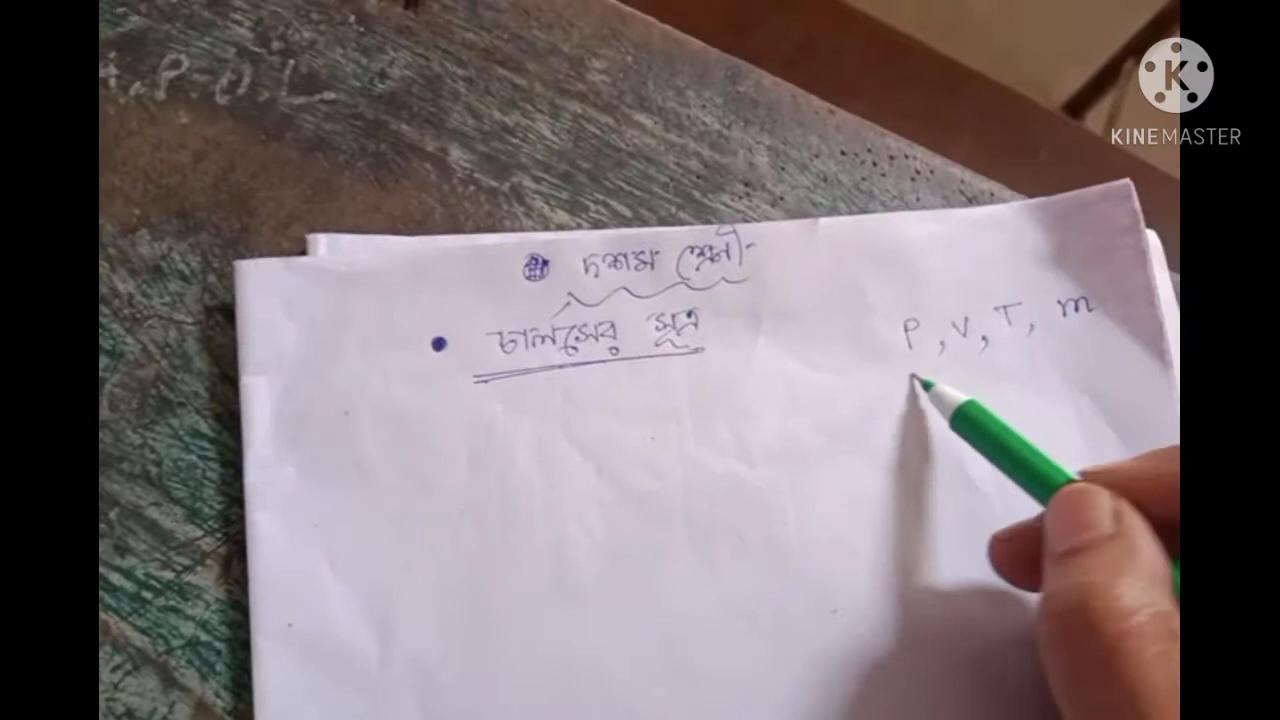 দশম শ্রেণী
চার্লসের সূত্র
P, V, T, m
A.P-O.L
KINEMASTER